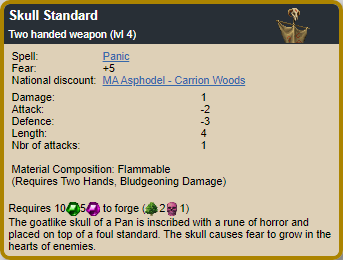 Skull Standard
Two handed weapon (lvl 4)
Spell: Panic
Fear: +5
National discount: MA Asphodel - Carrion Woods
Damage: 1
Attack: -2
Defence: -3
Length: 4
Nbr of attacks: 1
Material Composition: Flammable
(Requires Two Hands, Bludgeoning Damage)
Requires 10 5 to forge ( 2 1)
The goatlike skull of a Pan is inscribed with a rune of horror and
placed on top of a foul standard. The skull causes fear to grow in the
hearts of enemies.